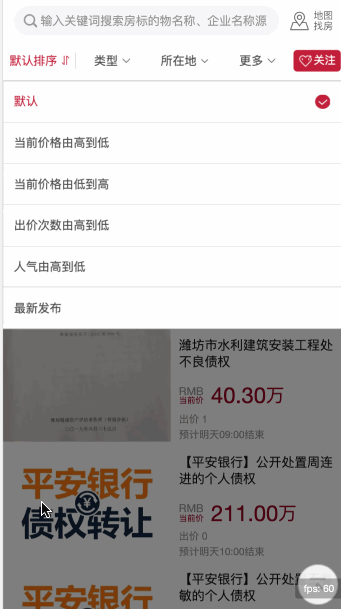 输入关键词搜索房标的物名称、企业名称源
地图
找房
默认排序
类型
所在地
更多
关注
默认
当前价格由高到低
当前价格由低到高
出价次数由高到低
人气由高到低
最新发布
潍坊市水利建筑安装工程处
不良债权
RMB
当前价
40.30万
出价 1
预计明天09:00结束
平安银行
债权转让
【平安银行】公开处置周连
进的个人债权
RMB
当前价
211.00万
出价 0
预计明天10:00结束
平安银行
【平安银行】公开处置
敏的个人债权
fps: 60